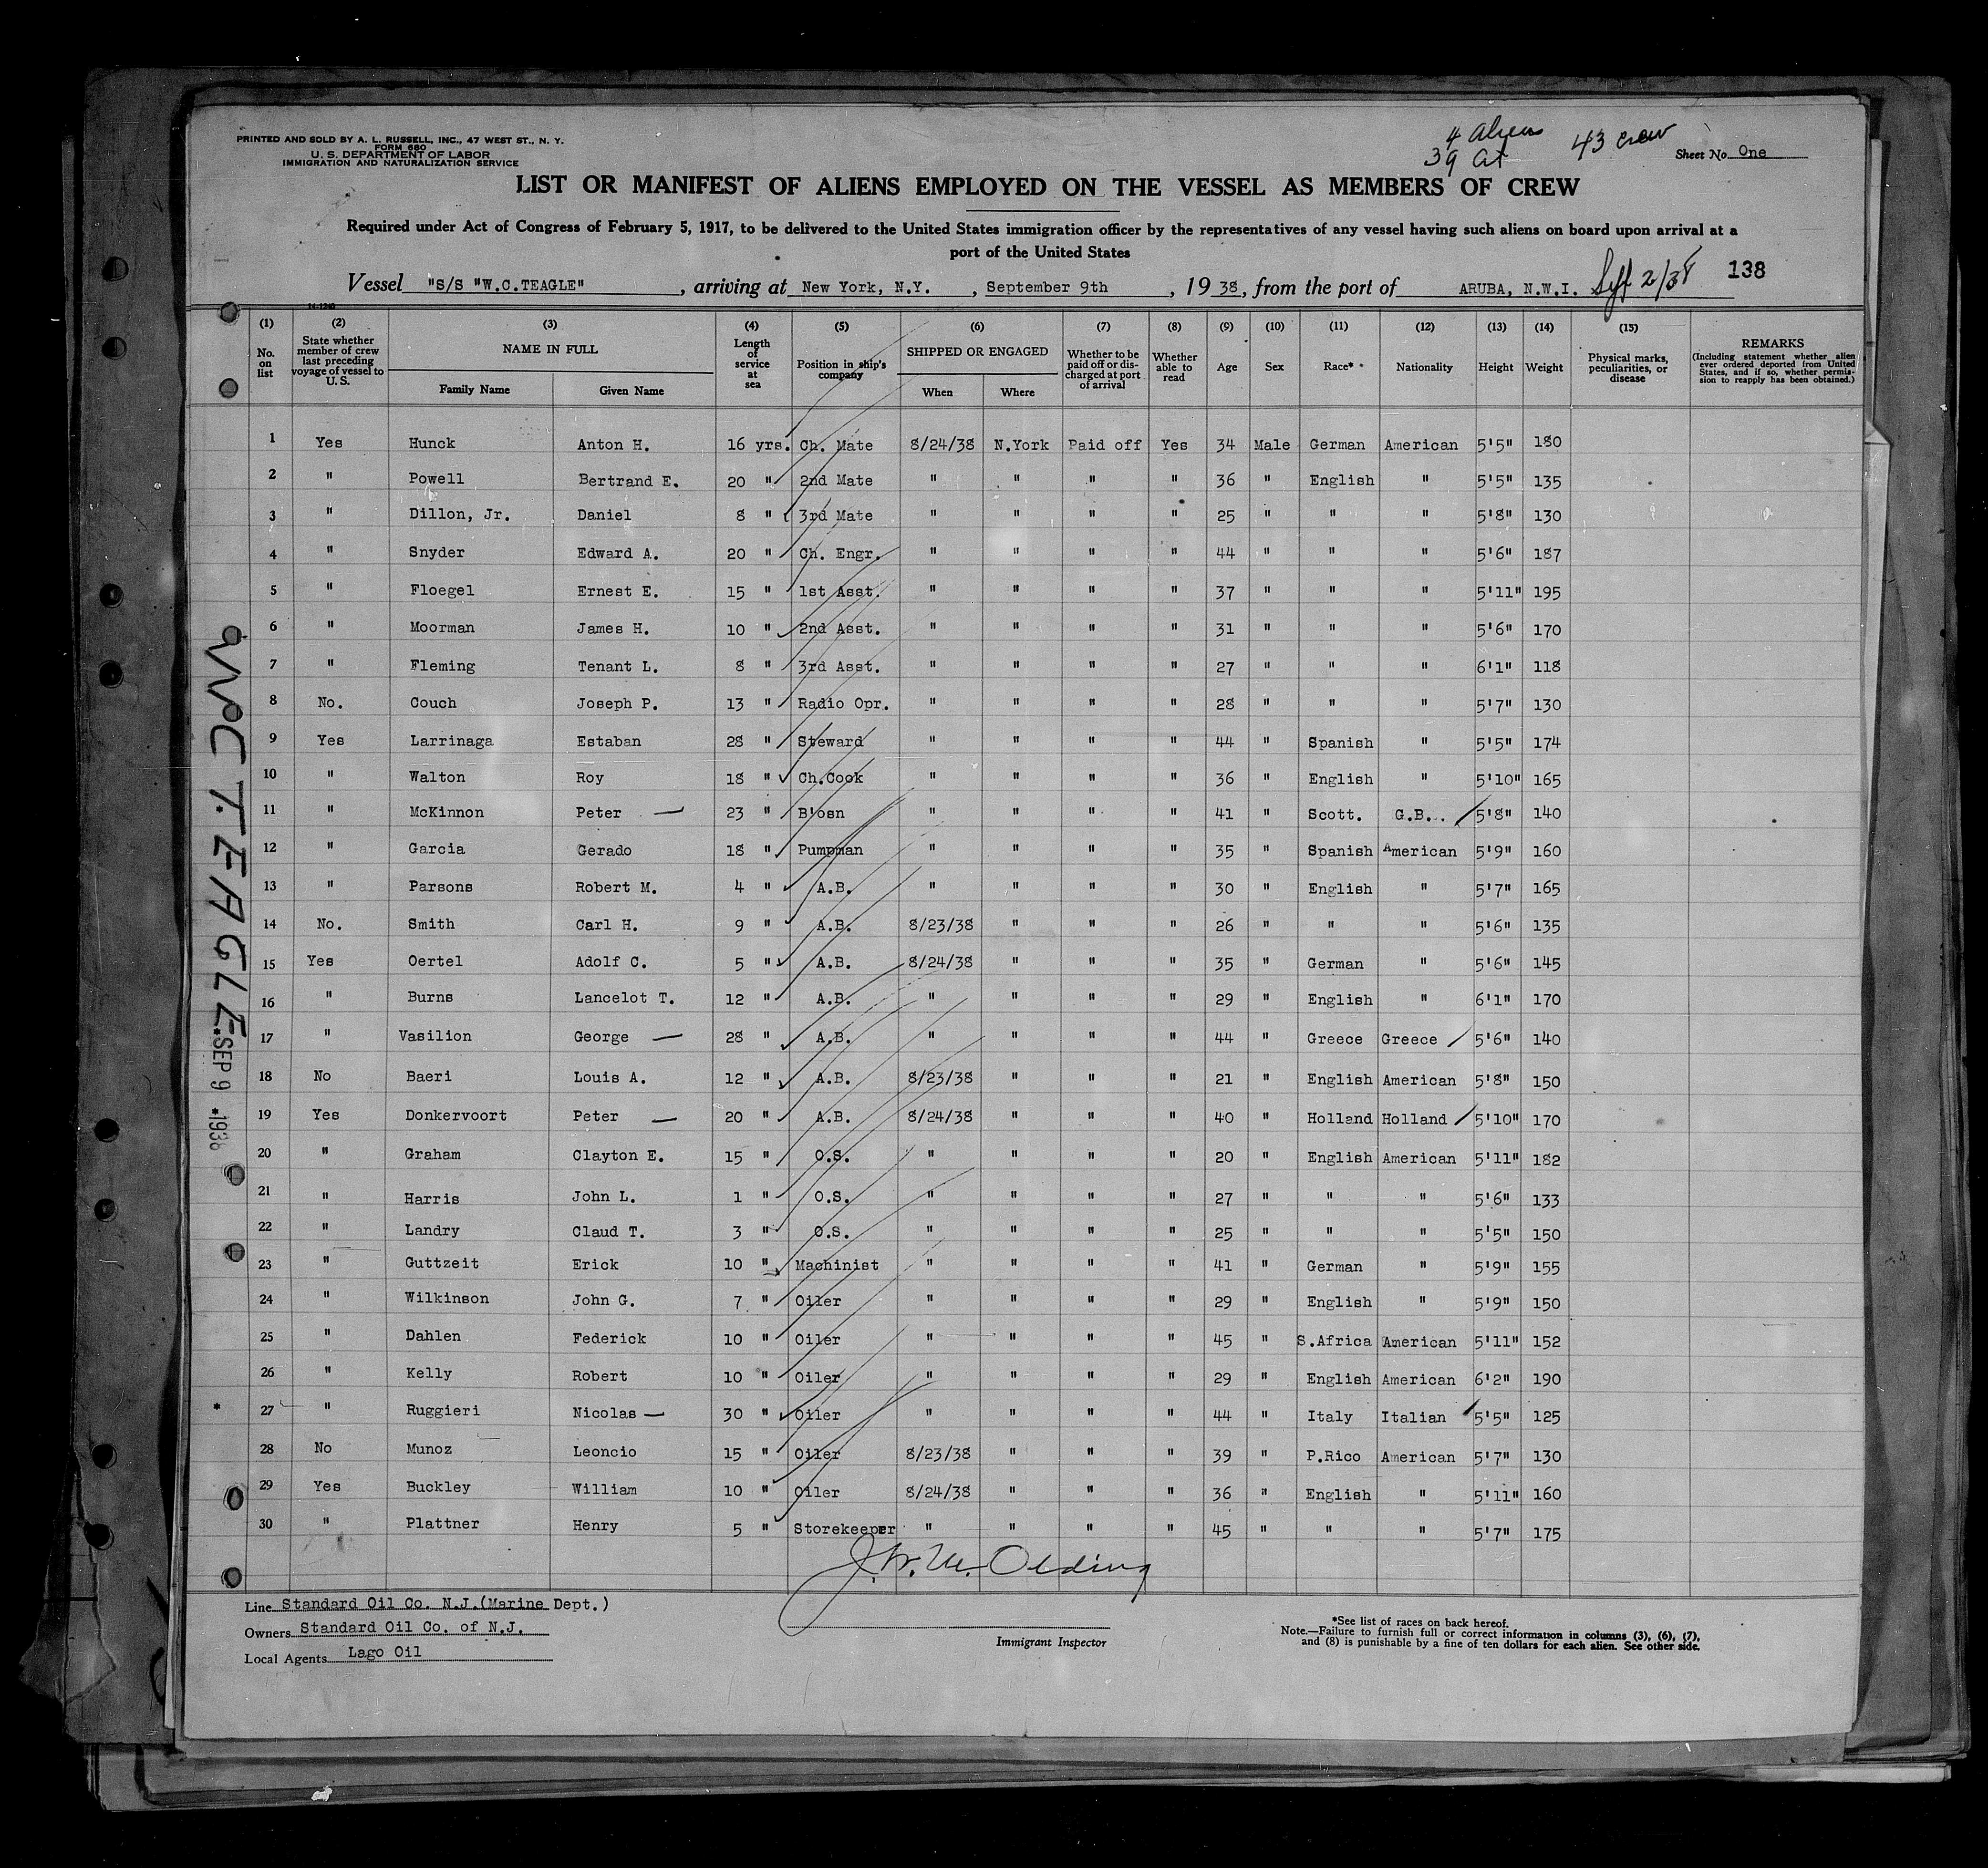 PRINTED AND SOLD BY A. L. RUSSELL, INC., 47 WEST ST., N. Y.
FORM 680
U. S. DEPARTMENT OF LABOR
IMMIGRATION AND NATURALIZATION SERVICE
4 Aliens
39 Cit
43 crew
Sheet No. One
LIST OR MANIFEST OF ALIENS EMPLOYED ON THE VESSEL AS MEMBERS OF CREW
Required under Act of Congress of February 5, 1917, to be delivered to the United States immigration officer by the representatives of any vessel having such aliens on board upon arrival at a
port of the United States
Vessel "S/S "W.C.TEAGLE" , arriving at New York, N.Y. , September 9th , 19 38, from the port of ARUBA, N.W.I. 2/38 138
14-1240
(1) No. on list (2) State whether member of crew last preceding voyage of vessel to U. S. (3) NAME IN FULL Family Name Given Name (4) Length of service at sea (5) Position in ship's company (6) SHIPPED OR ENGAGED When Where (7) Whether to be paid off or discharged at port of arrival (8) Whether able to read (9) Age (10) Sex (11) Race* (12) Nationality (13) Height (14) Weight (15) Physical marks, peculiarities, or disease REMARKS (Including statement whether alien ever ordered deported from United States, and if so, whether permission to reapply has been obtained.)
1 Yes Hunck Anton H. 16 yrs. Ch. Mate 8/24/38 N.York Paid off Yes 34 Male German American 5'5" 180
2 " Powell Bertrand E. 20 " 2nd Mate " " " " 36 " English " 5'5" 135
3 " Dillon, Jr. Daniel 8 " 3rd Mate " " " " 25 " " " 5'8" 130
4 " Snyder Edward A. 20 " Ch. Engr. " " " " 44 " " " 5'6" 187
5 " Floegel Ernest E. 15 " 1st Asst. " " " " 37 " " " 5'11" 195
6 " Moorman James H. 10 " 2nd Asst. " " " " 31 " " " 5'6" 170
7 " Fleming Tenant L. 8 " 3rd Asst. " " " " 27 " " " 6'1" 118
8 No. Couch Joseph P. 13 " Radio Opr. " " " " 28 " " " 5'7" 130
9 Yes Larrinaga Estaban 28 " Steward " " " " 44 " Spanish " 5'5" 174
10 " Walton Roy 18 " Ch.Cook " " " " 36 " English " 5'10" 165
11 " McKinnon Peter — 23 " B'osn " " " " 41 " Scott. G.B.. 5'8" 140
12 " Garcia Gerado 18 " Pumpman " " " " 35 " Spanish American 5'9" 160
13 " Parsons Robert M. 4 " A.B. " " " " 30 " English " 5'7" 165
14 No. Smith Carl H. 9 " A.B. 8/23/38 " " " 26 " " " 5'6" 135
15 Yes Oertel Adolf C. 5 " A.B. 8/24/38 " " " 35 " German " 5'6" 145
16 " Burns Lancelot T. 12 " A.B. " " " " 29 " English " 6'1" 170
17 " Vasilion George — 28 " A.B. " " " " 44 " Greece Greece 5'6" 140
18 No Baeri Louis A. 12 " A.B. 8/23/38 " " " 21 " English American 5'8" 150
19 Yes Donkervoort Peter — 20 " A.B. 8/24/38 " " " 40 " Holland Holland 5'10" 170
20 " Graham Clayton E. 15 " O.S. " " " " 20 " English American 5'11" 182
21 " Harris John L. 1 " O.S. " " " " 27 " " " 5'6" 133
22 " Landry Claud T. 3 " O.S. " " " " 25 " " " 5'5" 150
23 " Guttzeit Erick 10 " Machinist " " " " 41 " German " 5'9" 155
24 " Wilkinson John G. 7 " Oiler " " " " 29 " English " 5'9" 150
25 " Dahlen Federick 10 " Oiler " " " " 45 " S.Africa American 5'11" 152
26 " Kelly Robert 10 " Oiler " " " " 29 " English American 6'2" 190
27 " Ruggieri Nicolas — 30 " Oiler " " " " 44 " Italy Italian 5'5" 125
28 No Munoz Leoncio 15 " Oiler 8/23/38 " " " 39 " P.Rico American 5'7" 130
29 Yes Buckley William 10 " Oiler 8/24/38 " " " 36 " English " 5'11" 160
30 " Plattner Henry 5 " Storekeeper " " " " 45 " " " 5'7" 175
J. W. M. Olding
Line Standard Oil Co. N.J.(Marine Dept.)
Owners Standard Oil Co. of N.J.
Local Agents Lago Oil
Immigrant Inspector
*See list of races on back hereof.
Note.—Failure to furnish full or correct information in columns (3), (6), (7),
and (8) is punishable by a fine of ten dollars for each alien. See other side.
WC TEAGLE *SEP 9 *1938